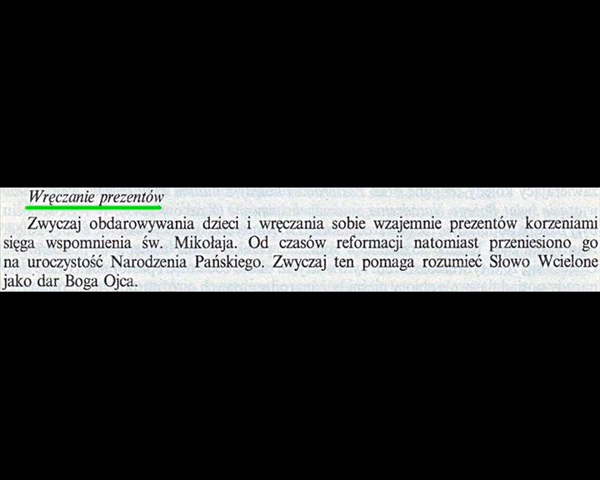 Wręczanie prezentów
Zwyczaj obdarowywania dzieci i wręczania sobie wzajemnie prezentów korzeniami
sięga wspomnienia św. Mikołaja. Od czasów reformacji natomiast przeniesiono go
na uroczystość Narodzenia Pańskiego. Zwyczaj ten pomaga rozumieć Słowo Wcielone
jako dar Boga Ojca.